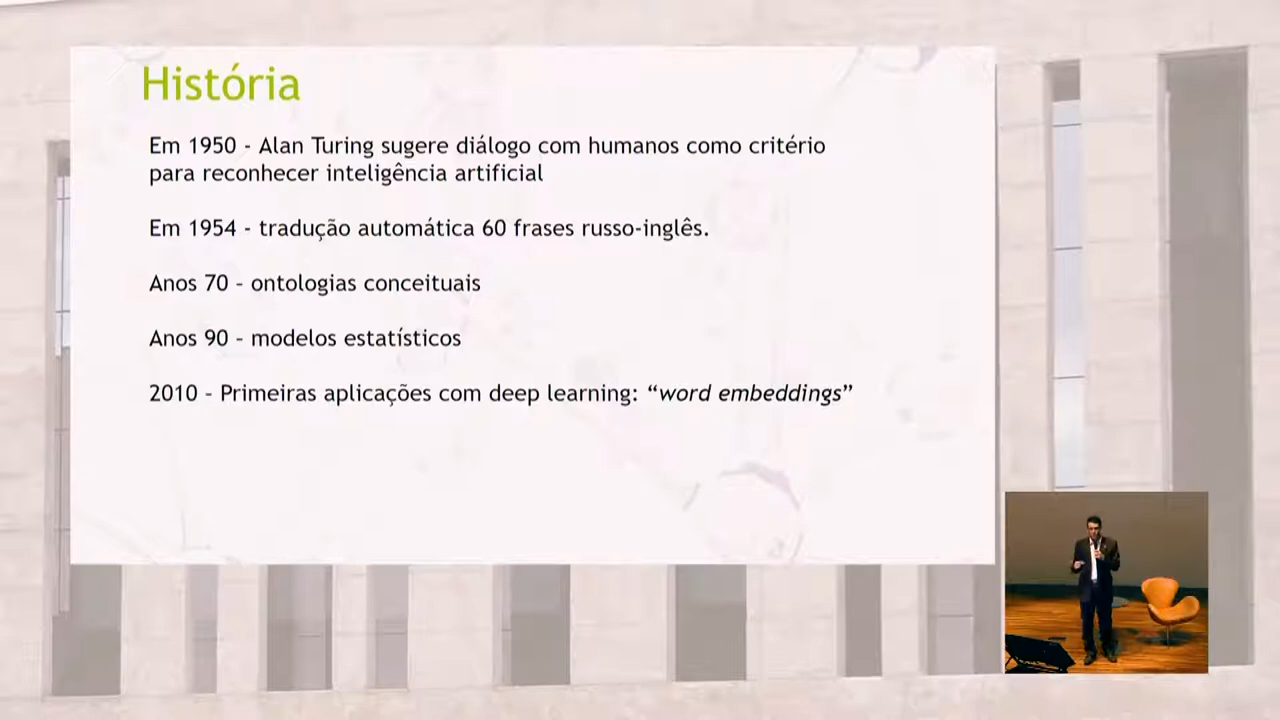 História
Em 1950 - Alan Turing sugere diálogo com humanos como critério
para reconhecer inteligência artificial
Em 1954 - tradução automática 60 frases russo-inglês.
Anos 70 – ontologias conceituais
Anos 90 – modelos estatísticos
2010 – Primeiras aplicações com deep learning: “word embeddings”